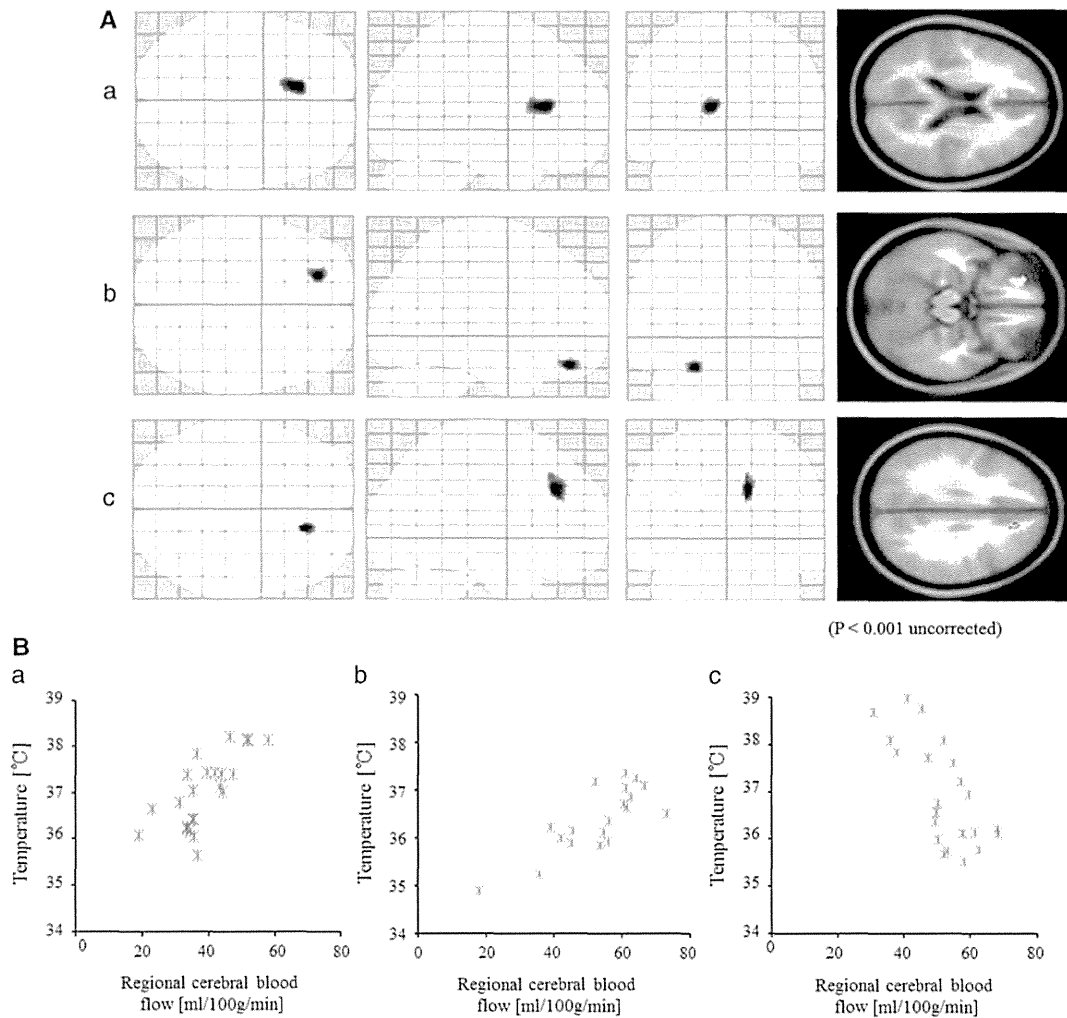 A
a
b
c
(P < 0.001 uncorrected)
B
a
Temperature [℃]
39
38
37
36
35
34
0
20
40
60
80
Regional cerebral blood
flow [ml/100g/min]
b
Temperature [℃]
39
38
37
36
35
34
0
20
40
60
80
Regional cerebral blood
flow [ml/100g/min]
c
Temperature [℃]
39
38
37
36
35
34
0
20
40
60
80
Regional cerebral blood
flow [ml/100g/min]